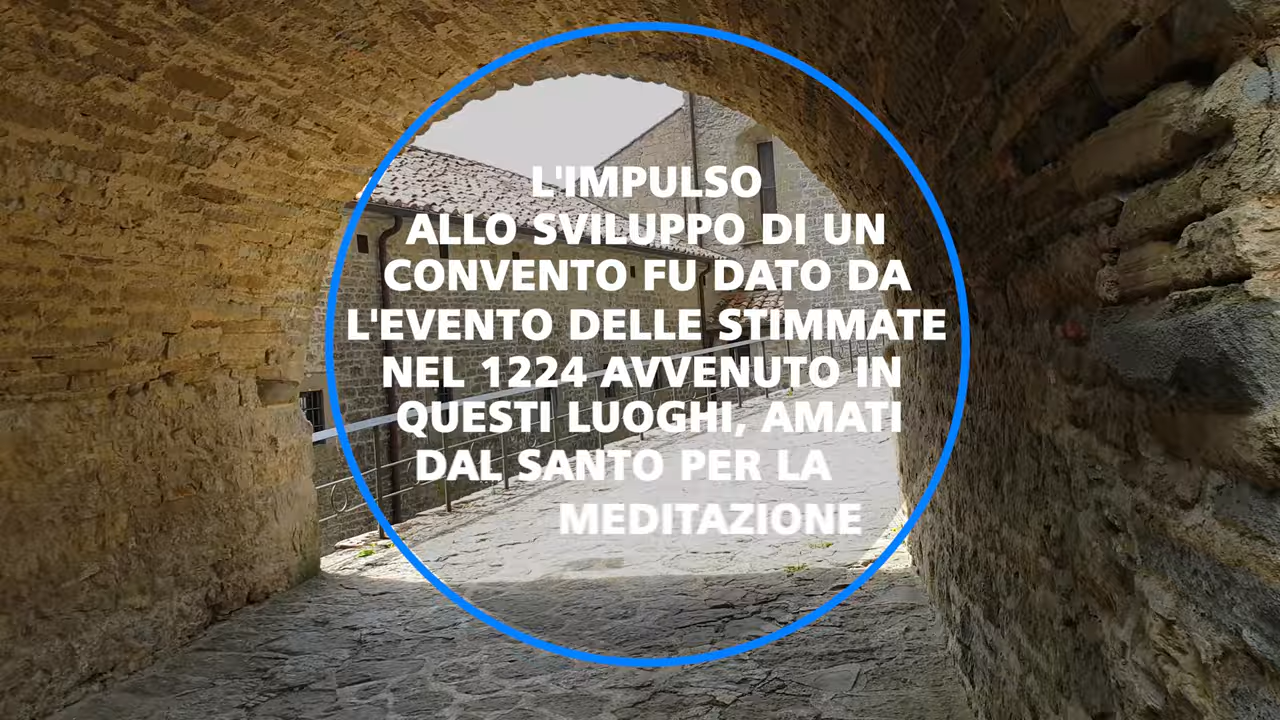 L'IMPULSO
ALLO SVILUPPO DI UN
CONVENTO FU DATO DA
L'EVENTO DELLE STIMMATE
NEL 1224 AVVENUTO IN
QUESTI LUOGHI, AMATI
DAL SANTO PER LA
MEDITAZIONE